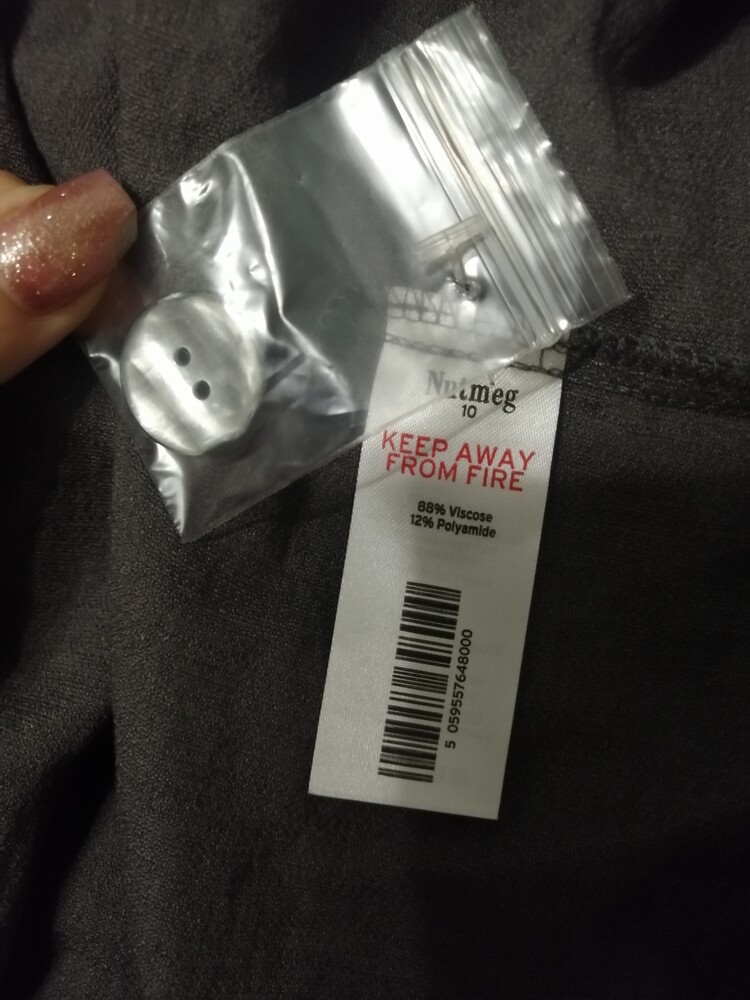 Nutmeg
10
KEEP AWAY
FROM FIRE
88% Viscose
12% Polyamide
5 059557648000